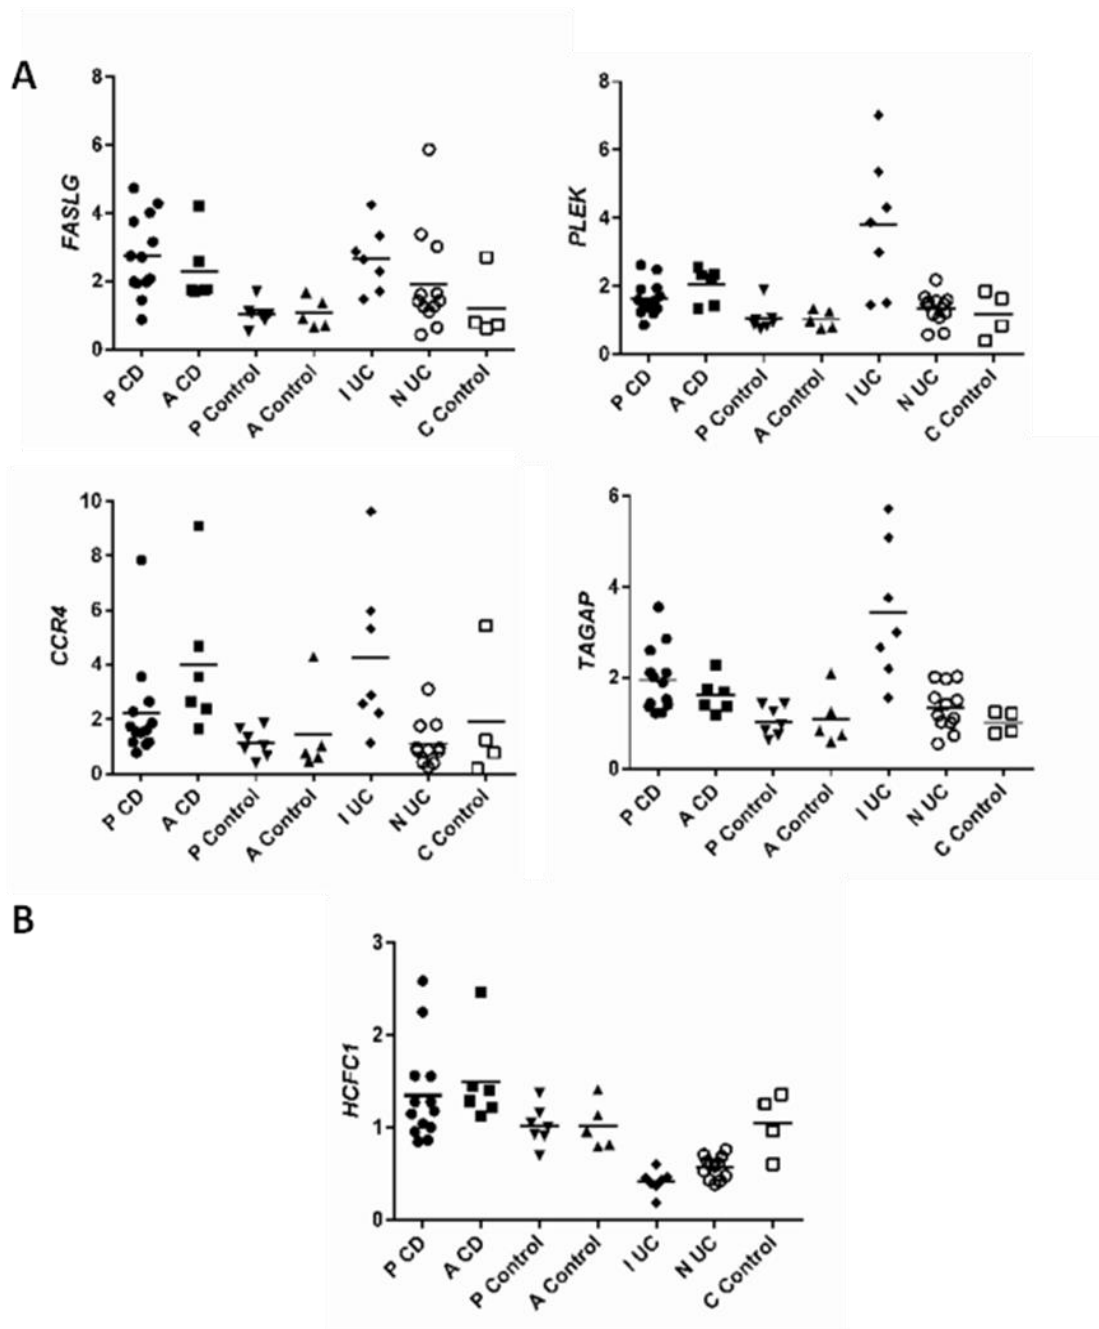 A
8
6
4
2
0
FASLG
P CD
A CD
P Control
A Control
I UC
N UC
C Control
8
6
4
2
0
PLEK
P CD
A CD
P Control
A Control
I UC
N UC
C Control
10
8
6
4
2
0
CCR4
P CD
A CD
P Control
A Control
I UC
N UC
C Control
6
4
2
0
TAGAP
P CD
A CD
P Control
A Control
I UC
N UC
C Control
B
3
2
1
0
HCFC1
P CD
A CD
P Control
A Control
I UC
N UC
C Control